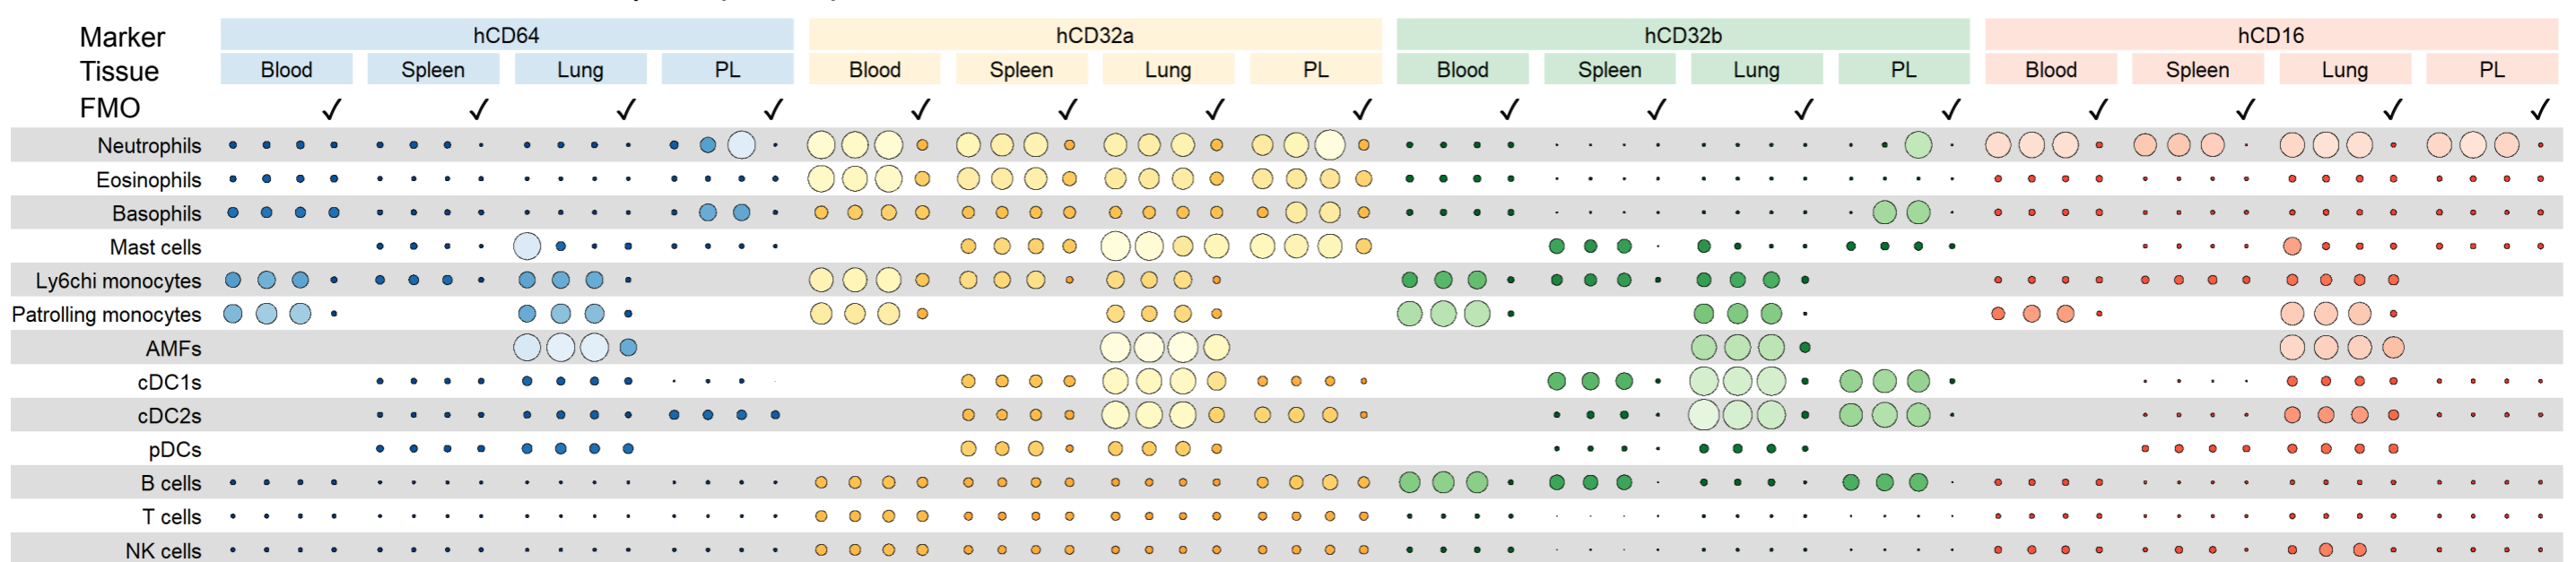 Marker hCD64 hCD32a hCD32b hCD16
Tissue Blood Spleen Lung PL Blood Spleen Lung PL Blood Spleen Lung PL Blood Spleen Lung PL
FMO ✓ ✓ ✓ ✓ ✓ ✓ ✓ ✓ ✓ ✓ ✓ ✓ ✓ ✓ ✓ ✓
Neutrophils
Eosinophils
Basophils
Mast cells
Ly6chi monocytes
Patrolling monocytes
AMFs
cDC1s
cDC2s
pDCs
B cells
T cells
NK cells